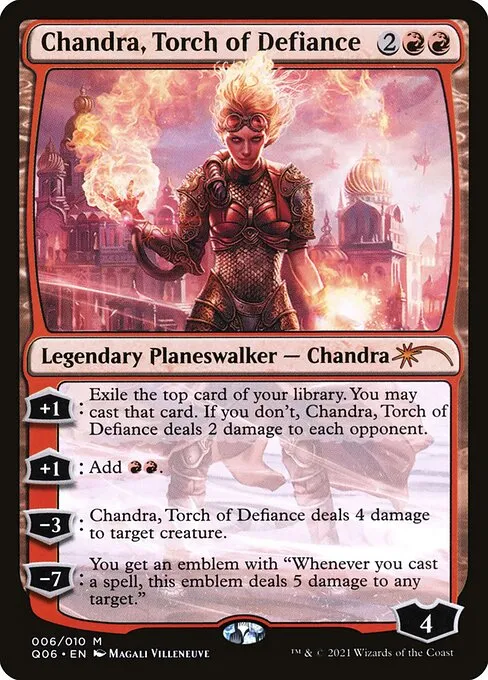 Chandra, Torch of Defiance 2
Legendary Planeswalker — Chandra
+1 : Exile the top card of your library. You may
cast that card. If you don't, Chandra, Torch of
Defiance deals 2 damage to each opponent.
+1 : Add .
−3 : Chandra, Torch of Defiance deals 4 damage
to target creature.
−7 : You get an emblem with “Whenever you cast
a spell, this emblem deals 5 damage to any
target.”
4
006/010 M
Q06 • EN Magali Villeneuve
™ & © 2021 Wizards of the Coast